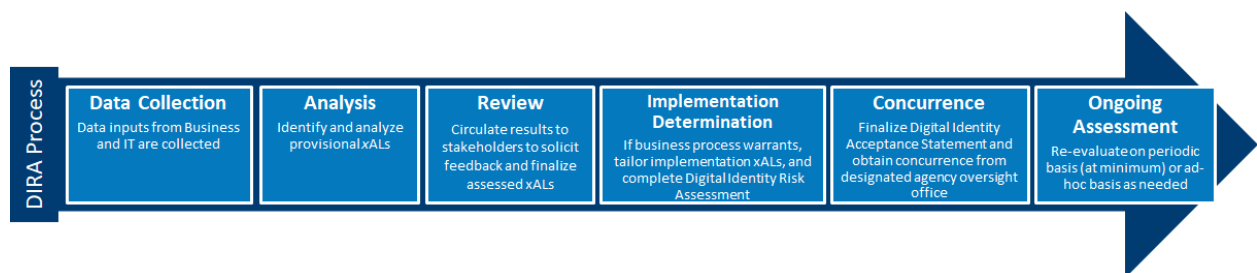 DIRA Process
Data Collection
Data inputs from Business
and IT are collected
Analysis
Identify and analyze
provisional xALs
Review
Circulate results to
stakeholders to solicit
feedback and finalize
assessed xALs
Implementation
Determination
If business process warrants,
tailor implementation xALs, and
complete Digital Identity Risk
Assessment
Concurrence
Finalize Digital Identity
Acceptance Statement and
obtain concurrence from
designated agency oversight
office
Ongoing
Assessment
Re-evaluate on periodic
basis (at minimum) or ad-
hoc basis as needed